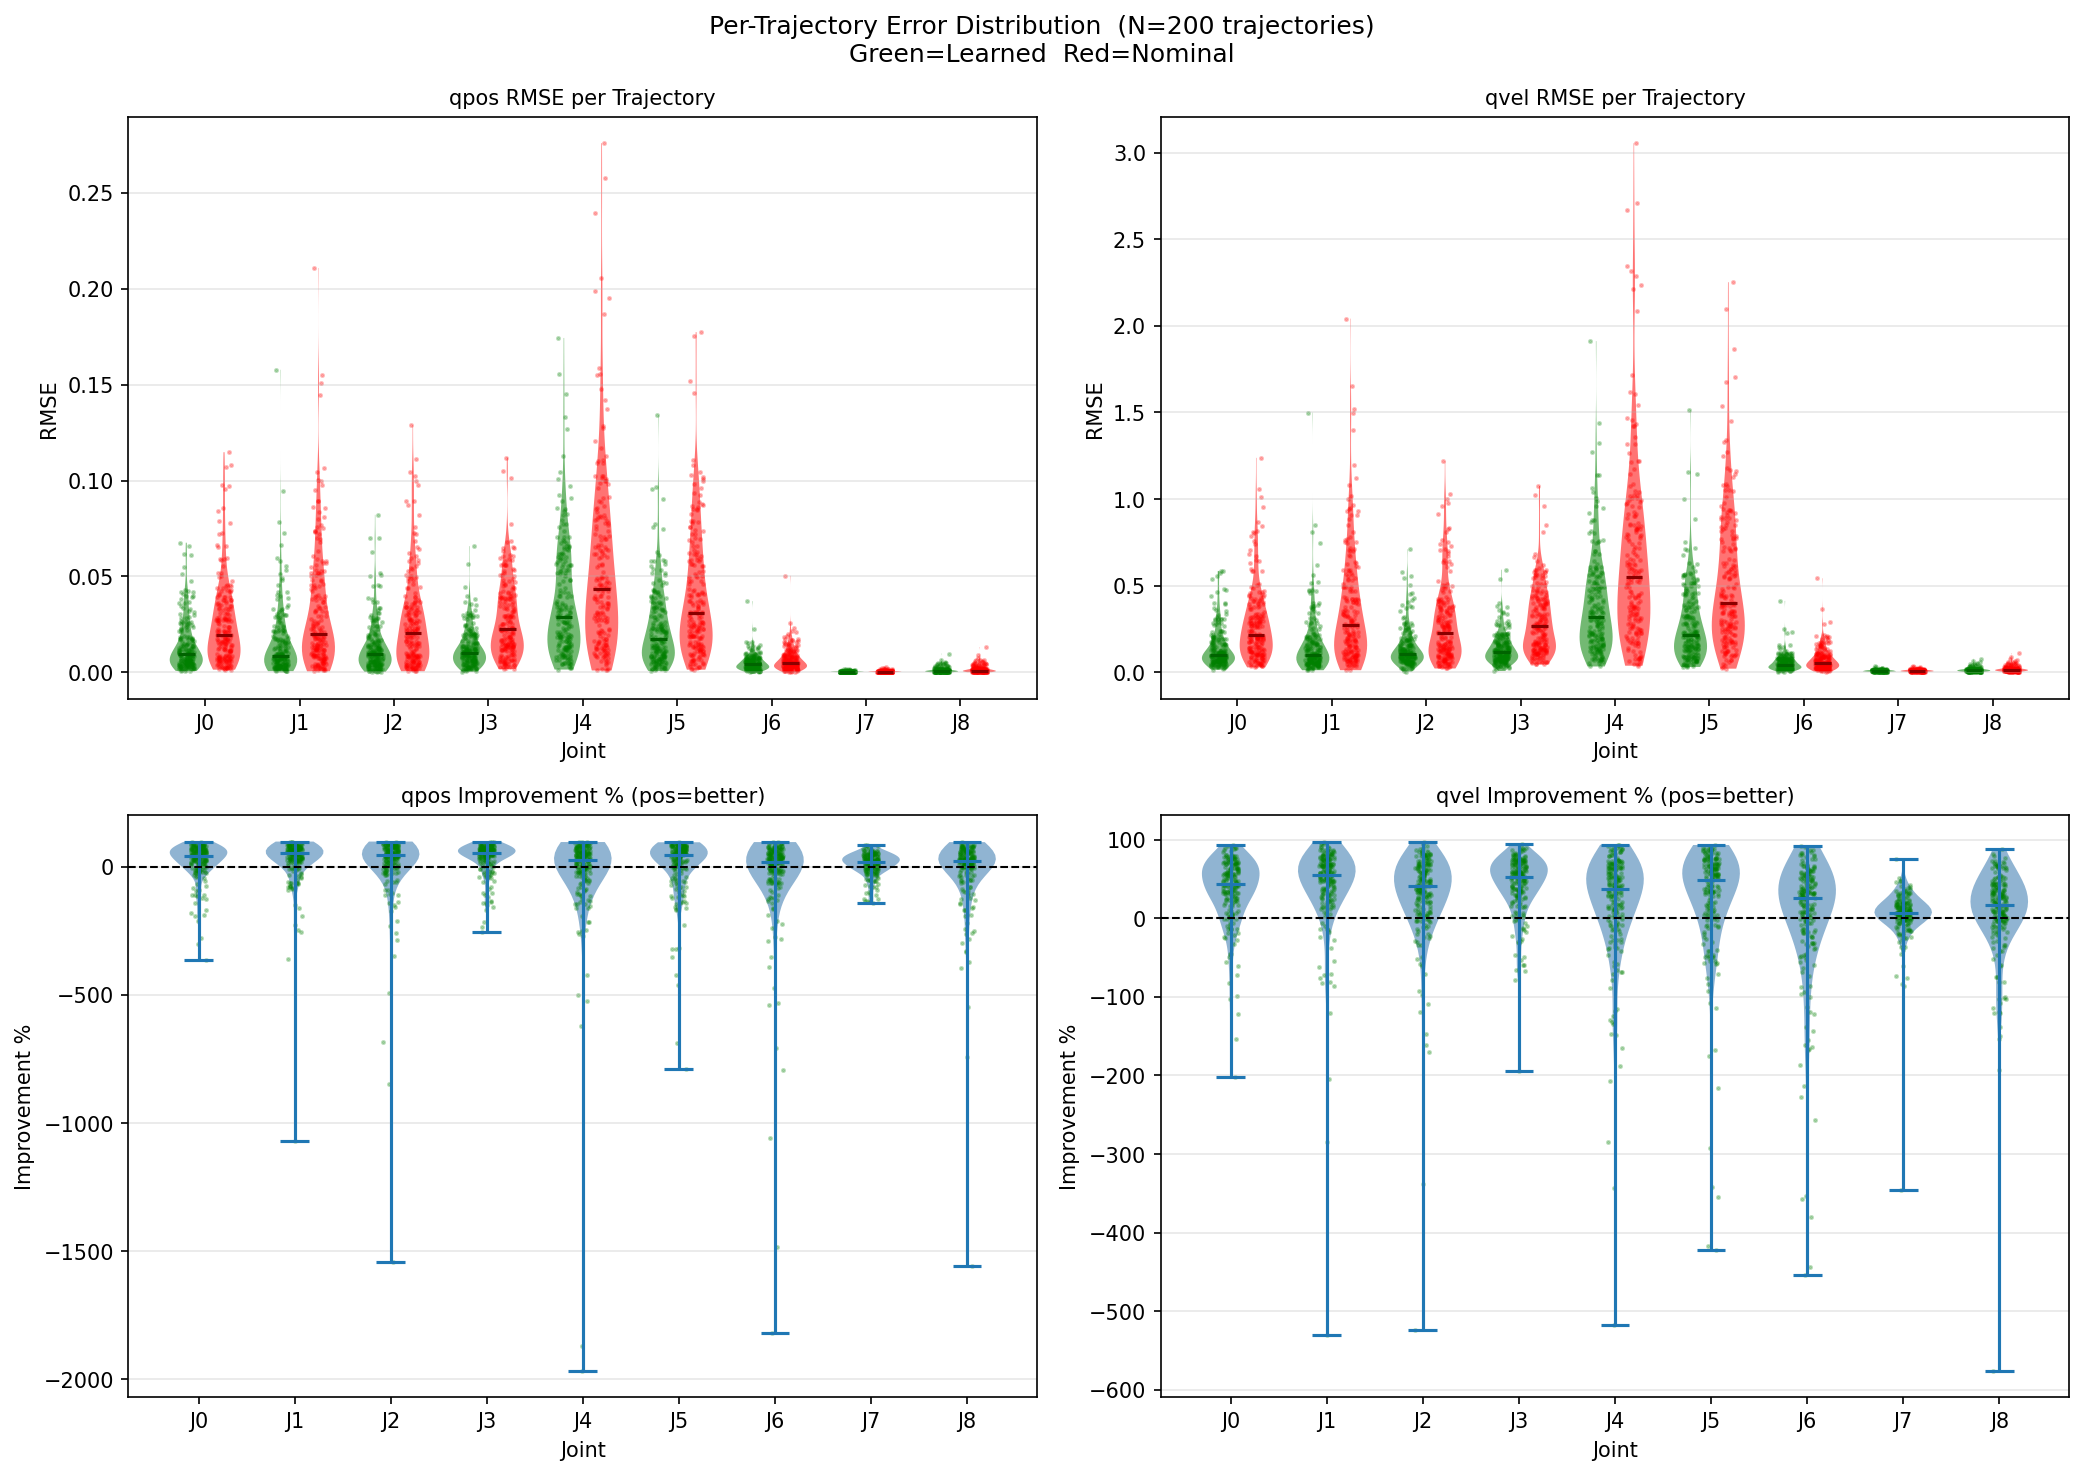 Per-Trajectory Error Distribution  (N=200 trajectories)
Green=Learned  Red=Nominal
qpos RMSE per Trajectory
RMSE
0.25
0.20
0.15
0.10
0.05
0.00
J0 J1 J2 J3 J4 J5 J6 J7 J8
Joint
qvel RMSE per Trajectory
RMSE
3.0
2.5
2.0
1.5
1.0
0.5
0.0
J0 J1 J2 J3 J4 J5 J6 J7 J8
Joint
qpos Improvement % (pos=better)
Improvement %
0
−500
−1000
−1500
−2000
J0 J1 J2 J3 J4 J5 J6 J7 J8
Joint
qvel Improvement % (pos=better)
Improvement %
100
0
−100
−200
−300
−400
−500
−600
J0 J1 J2 J3 J4 J5 J6 J7 J8
Joint